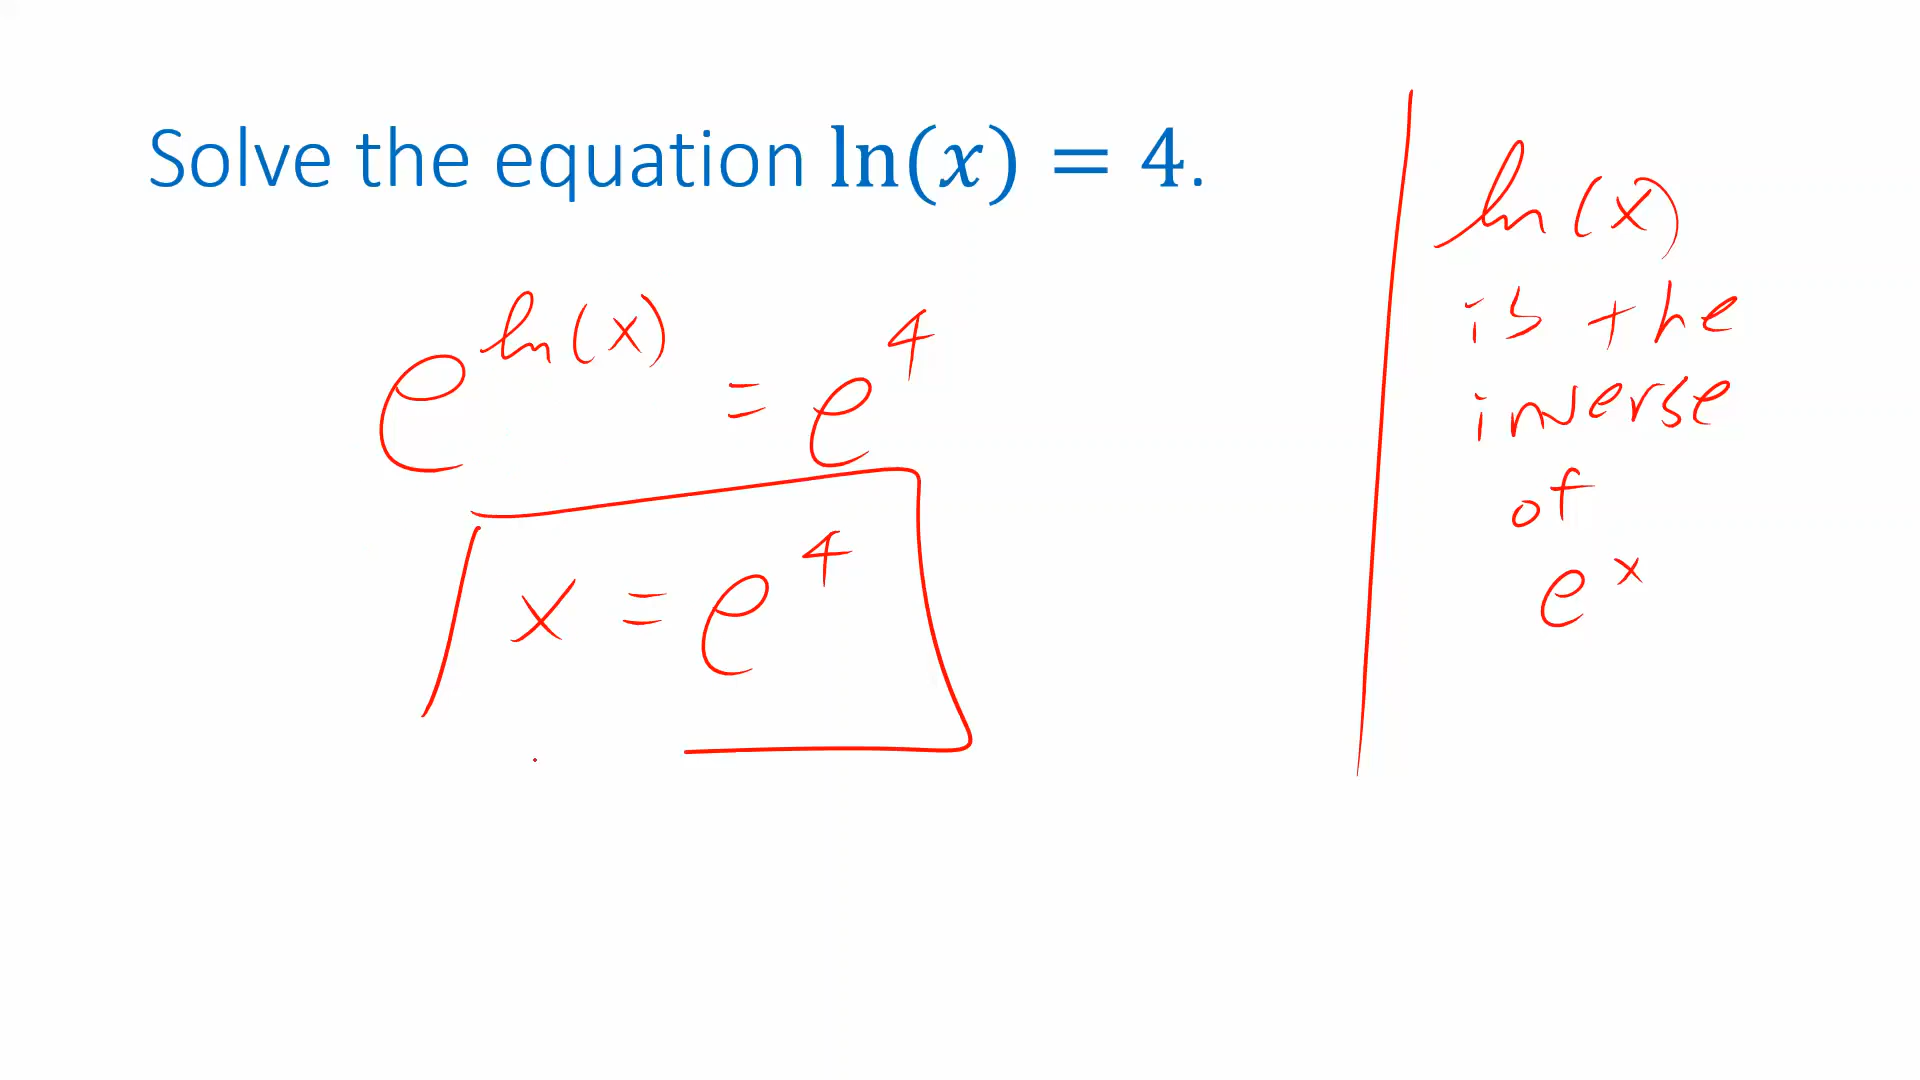 Solve the equation ln(x) = 4.
e^ln(x) = e^4
x = e^4
ln(x)
is the
inverse
of
e^x